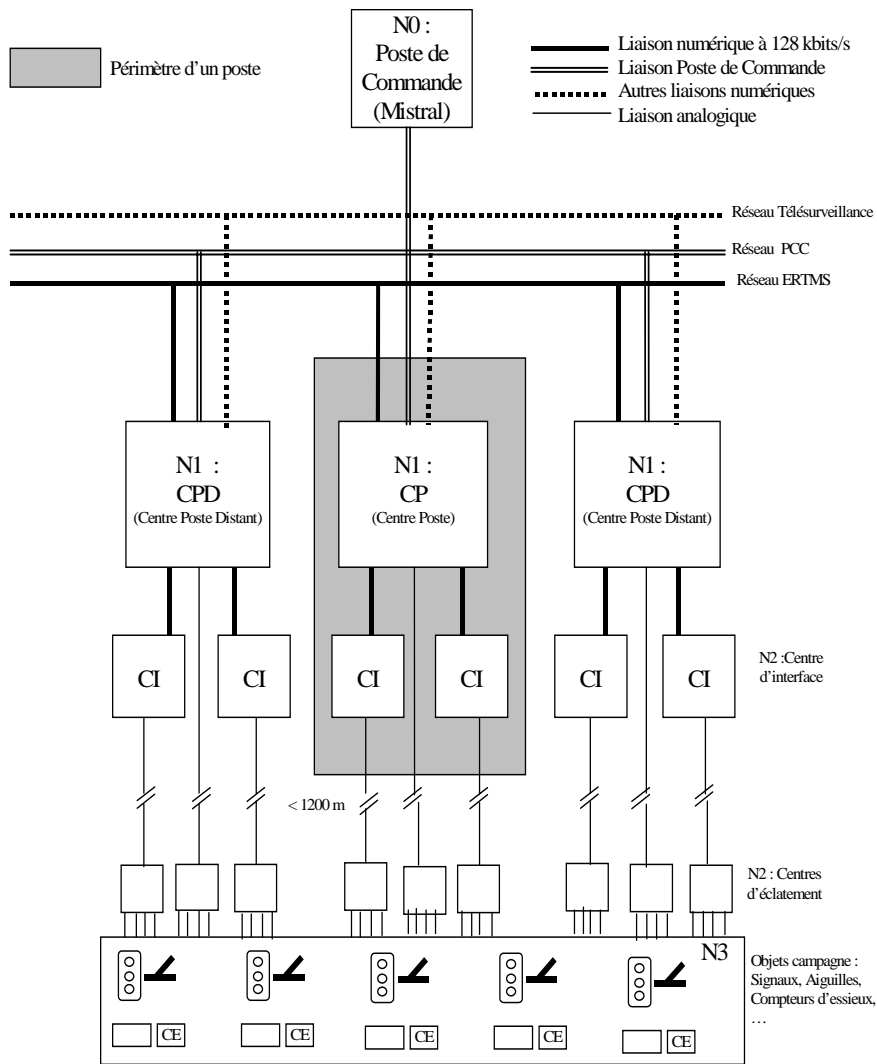 N0 :
Poste de
Commande
(Mistral)
Périmètre d'un poste
Liaison numérique à 128 kbits/s
Liaison Poste de Commande
Autres liaisons numériques
Liaison analogique
Réseau Télésurveillance
Réseau PCC
Réseau ERTMS
N1 :
CPD
(Centre Poste Distant)
N1 :
CP
(Centre Poste)
N1 :
CPD
(Centre Poste Distant)
CI
CI
CI
CI
CI
CI
N2 :Centre
d'interface
< 1200 m
N2 : Centres
d'éclatement
N3
Objets campagne :
Signaux, Aiguilles,
Compteurs d'essieux,
…
CE
CE
CE
CE
CE